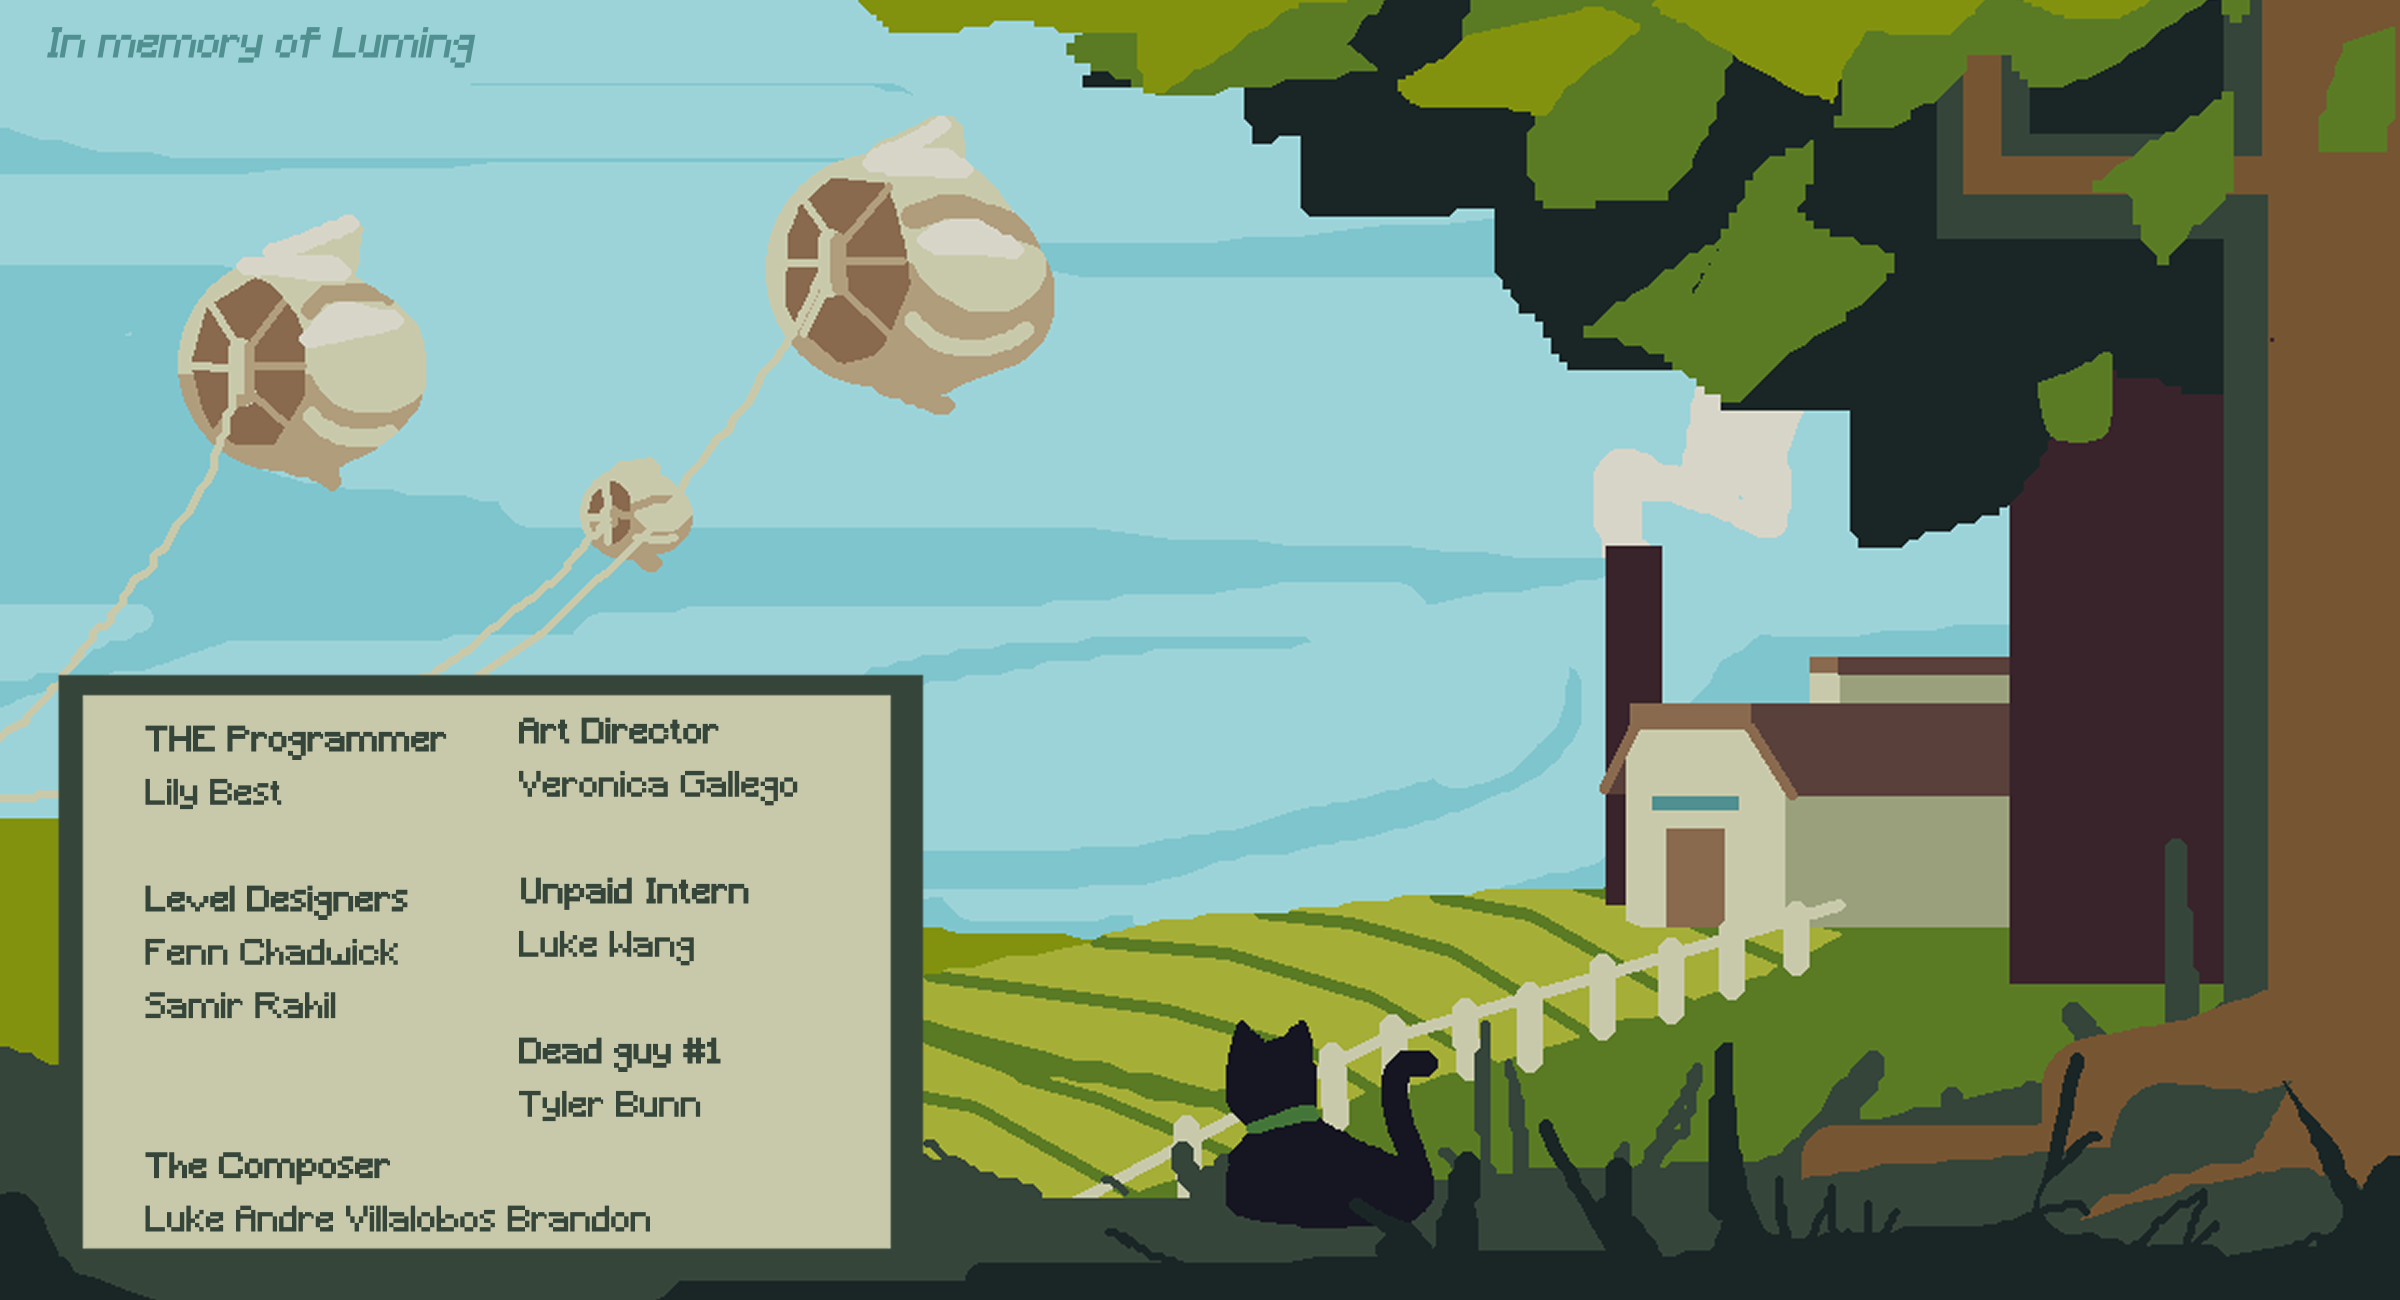 In memory of Luming
THE Programmer
Lily Best
Level Designers
Fenn Chadwick
Samir Rakil
The Composer
Luke Andre Villalobos Brandon
Art Director
Veronica Gallego
Unpaid Intern
Luke Wang
Dead guy #1
Tyler Bunn